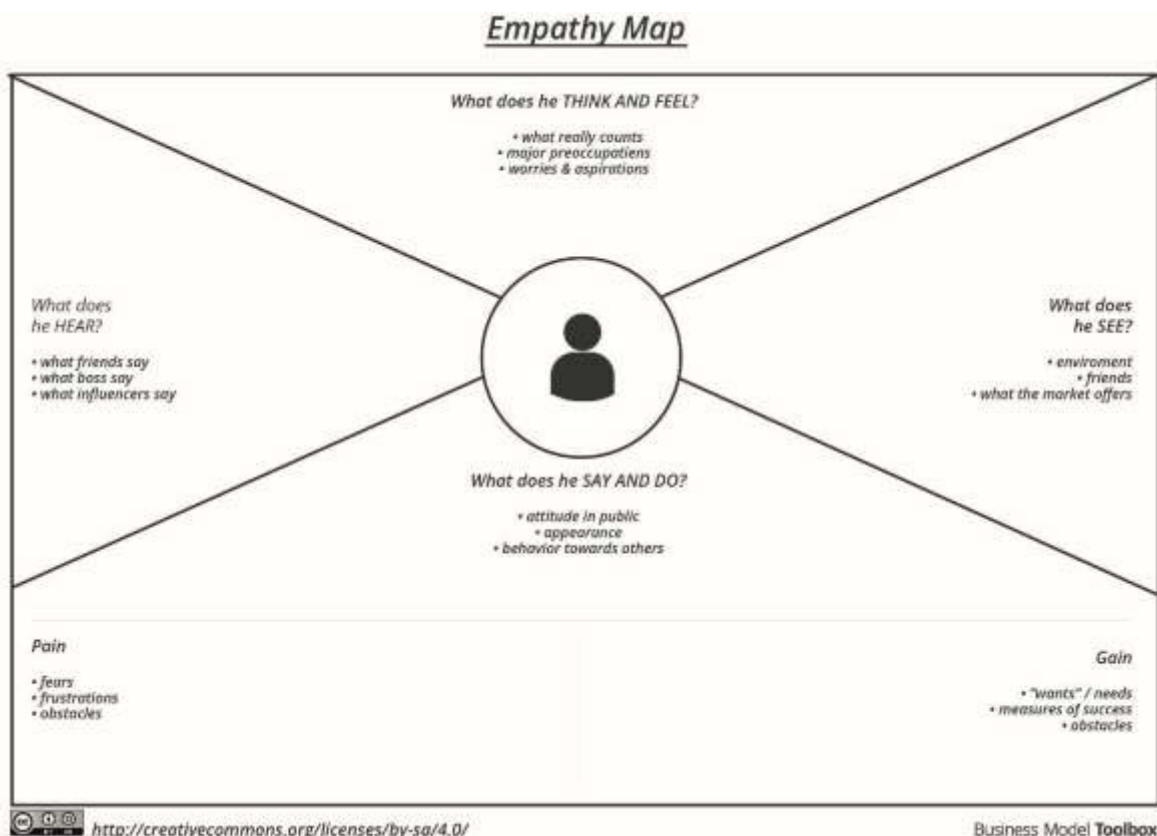 Empathy Map
What does he THINK AND FEEL?
• what really counts
• major preoccupatiens
• worries & aspirations
What does
he HEAR?
• what friends say
• what boss say
• what influencers say
What does
he SEE?
• enviroment
• friends
• what the market offers
What does he SAY AND DO?
• attitude in public
• appearance
• behavior towards others
Pain
• fears
• frustrations
• obstacles
Gain
• "wants" / needs
• measures of success
• obstacles
cc
BY SA
http://creativecommons.org/licenses/by-sa/4.0/
Business Model Toolbox